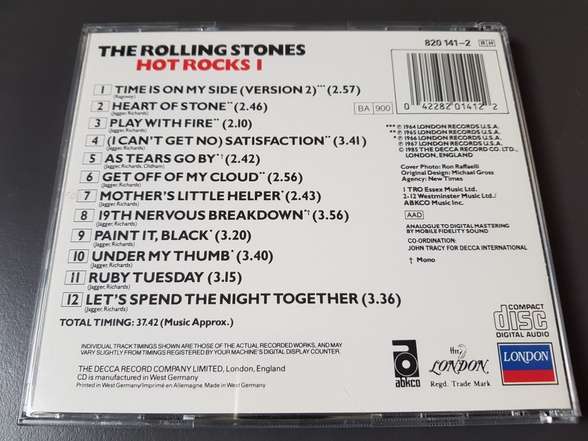 THE ROLLING STONES
HOT ROCKS 1
820 141-2
1 TIME IS ON MY SIDE (VERSION 2)*** (2.57)
(Ragovoy)
2 HEART OF STONE** (2.46)
(Jagger, Richards)
3 PLAY WITH FIRE** (2.10)
(Jagger, Richards)
4 (I CAN'T GET NO) SATISFACTION** (3.41)
(Jagger, Richards)
5 AS TEARS GO BY*† (2.42)
(Jagger, Richards, Oldham)
6 GET OFF OF MY CLOUD** (2.56)
(Jagger, Richards)
7 MOTHER'S LITTLE HELPER* (2.43)
(Jagger, Richards)
8 19TH NERVOUS BREAKDOWN*† (3.56)
(Jagger, Richards)
9 PAINT IT, BLACK* (3.20)
(Jagger, Richards)
10 UNDER MY THUMB* (3.40)
(Jagger, Richards)
11 RUBY TUESDAY (3.15)
(Jagger, Richards)
12 LET'S SPEND THE NIGHT TOGETHER (3.36)
(Jagger, Richards)
TOTAL TIMING: 37.42 (Music Approx.)
INDIVIDUAL TRACK TIMINGS SHOWN ARE THOSE OF THE ACTUAL RECORDED WORKS, AND MAY
VARY SLIGHTLY FROM TIMINGS REGISTERED BY YOUR MACHINE'S DIGITAL DISPLAY COUNTER.
THE DECCA RECORD COMPANY LIMITED, London, England
CD is manufactured in West Germany
Printed in West Germany/Imprimé en Allemagne. Made in West Germany
BA 900
0 42282 01412 2
*** ℗ 1964 LONDON RECORDS U.S.A.
** ℗ 1965 LONDON RECORDS U.S.A.
* ℗ 1966 LONDON RECORDS U.S.A.
℗ 1967 LONDON RECORDS U.S.A.
© 1985 THE DECCA RECORD CO. LTD.,
LONDON, ENGLAND
Cover Photo: Ron Raffaelli
Original Design: Michael Gross
Agency: New Times
1 TRO Essex Music Ltd.
2-12 Westminster Music Ltd./
ABKCO Music Inc.
AAD
ANALOGUE TO DIGITAL MASTERING
BY MOBILE FIDELITY SOUND
CO-ORDINATION:
JOHN TRACY FOR DECCA INTERNATIONAL
† Mono
COMPACT
disc
DIGITAL AUDIO
abkco
LONDON
Regd. Trade Mark
LONDON